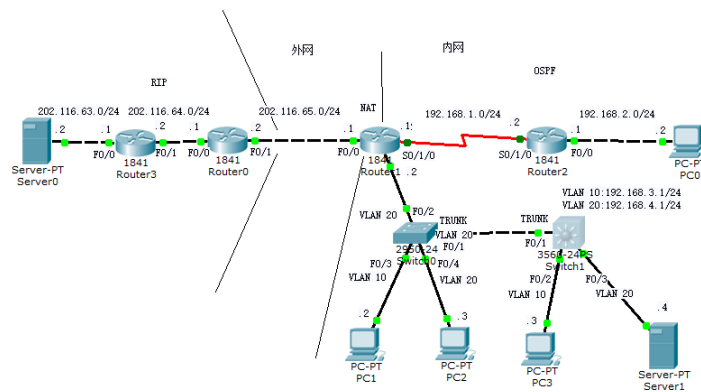 外网
内网
RIP
OSPF
NAT
202.116.63.0/24
202.116.64.0/24
202.116.65.0/24
192.168.1.0/24
192.168.2.0/24
.2
.1
.2
.1
.2
.1
.1
.2
.1
.2
F0/0
F0/1
F0/0
F0/1
F0/0
S0/1/0
S0/1/0
F0/0
Server-PT
Server0
1841
Router3
1841
Router0
1841
Router1
1841
Router2
PC-PT
PC0
.2
VLAN 10:192.168.3.1/24
VLAN 20:192.168.4.1/24
VLAN 20
F0/2
TRUNK
VLAN 20
F0/1
TRUNK
F0/1
2950-24
Switch0
3560-24PS
Switch1
F0/3
VLAN 10
F0/4
VLAN 20
F0/2
VLAN 10
F0/3
VLAN 20
.2
.3
.3
.4
PC-PT
PC1
PC-PT
PC2
PC-PT
PC3
Server-PT
Server1